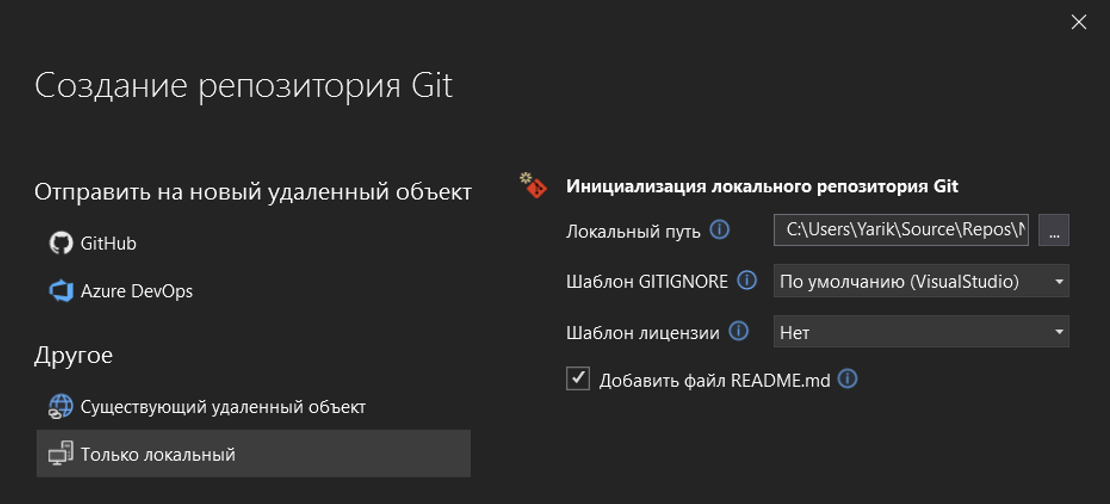 Создание репозитория Git
Отправить на новый удаленный объект
GitHub
Azure DevOps
Другое
Существующий удаленный объект
Только локальный
Инициализация локального репозитория Git
Локальный путь C:\Users\Yarik\Source\Repos\N ...
Шаблон GITIGNORE По умолчанию (VisualStudio)
Шаблон лицензии Нет
Добавить файл README.md